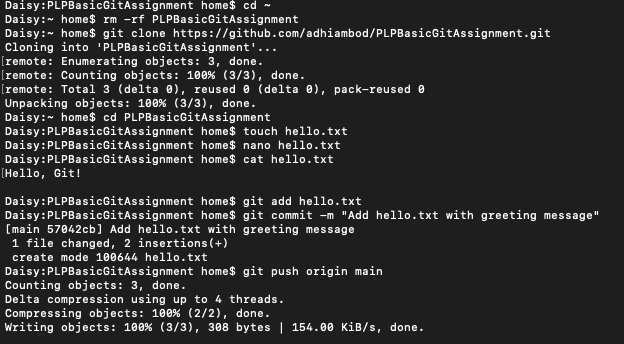 Daisy:PLPBasicGitAssignment home$ cd ~
Daisy:~ home$ rm -rf PLPBasicGitAssignment
Daisy:~ home$ git clone https://github.com/adhiambod/PLPBasicGitAssignment.git
Cloning into 'PLPBasicGitAssignment'...
[remote: Enumerating objects: 3, done.
[remote: Counting objects: 100% (3/3), done.
[remote: Total 3 (delta 0), reused 0 (delta 0), pack-reused 0
Unpacking objects: 100% (3/3), done.
Daisy:~ home$ cd PLPBasicGitAssignment
Daisy:PLPBasicGitAssignment home$ touch hello.txt
Daisy:PLPBasicGitAssignment home$ nano hello.txt
Daisy:PLPBasicGitAssignment home$ cat hello.txt
[Hello, Git!

Daisy:PLPBasicGitAssignment home$ git add hello.txt
Daisy:PLPBasicGitAssignment home$ git commit -m "Add hello.txt with greeting message"
[main 57042cb] Add hello.txt with greeting message
 1 file changed, 2 insertions(+)
 create mode 100644 hello.txt
Daisy:PLPBasicGitAssignment home$ git push origin main
Counting objects: 3, done.
Delta compression using up to 4 threads.
Compressing objects: 100% (2/2), done.
Writing objects: 100% (3/3), 308 bytes | 154.00 KiB/s, done.